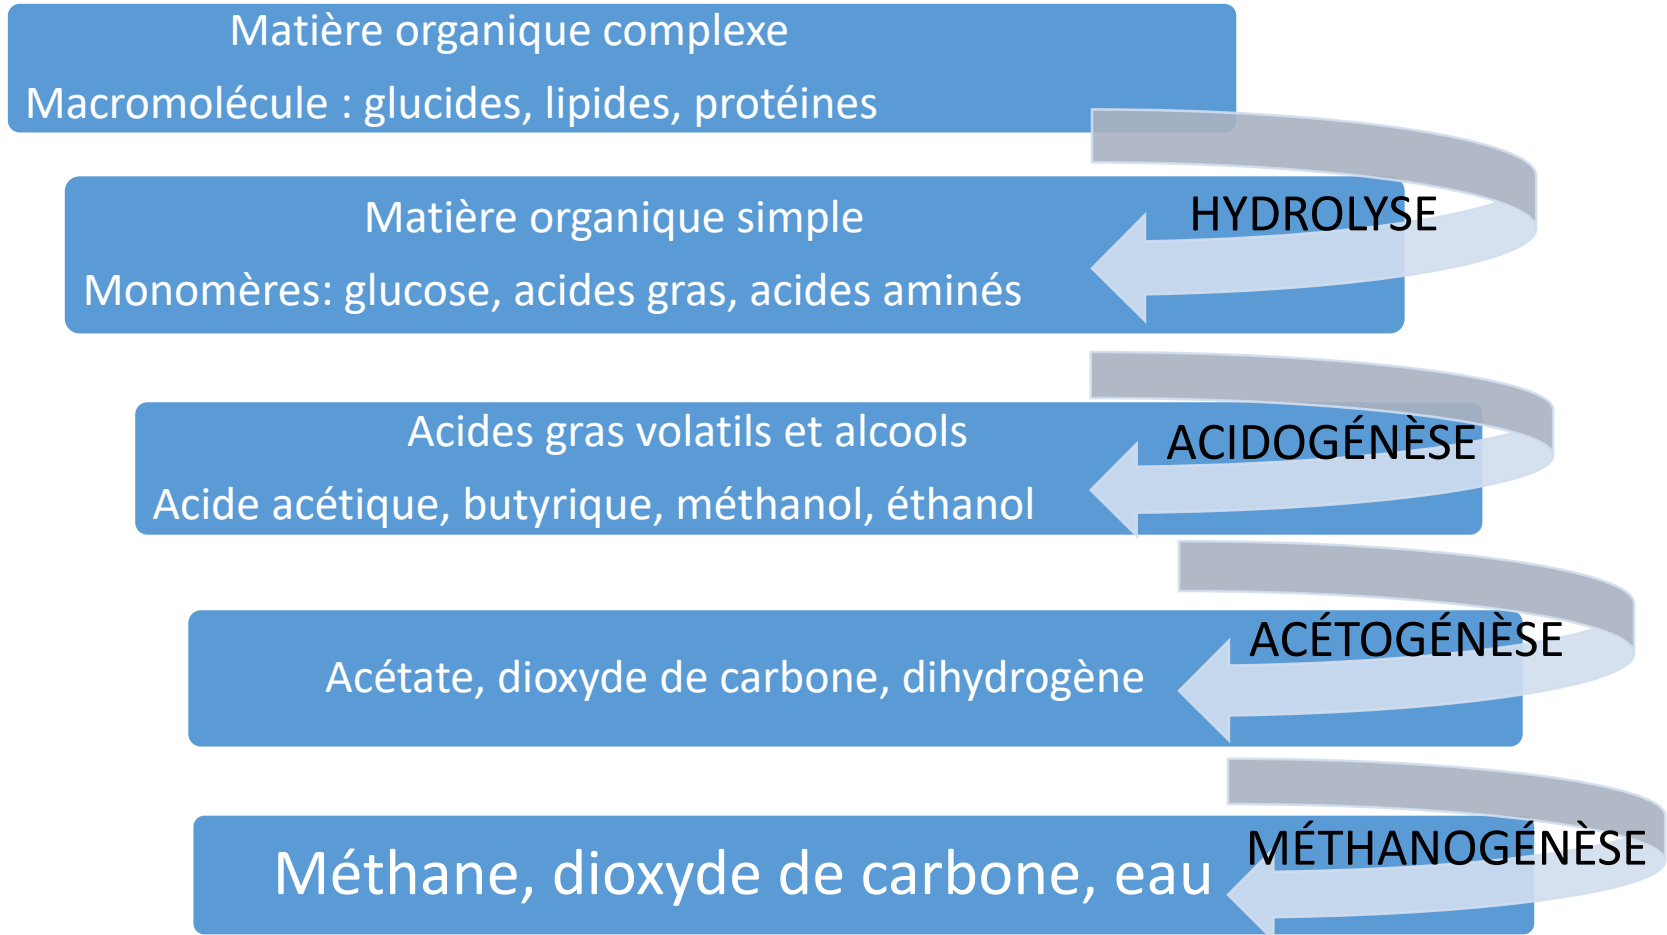 Matière organique complexe
Macromolécule : glucides, lipides, protéines
HYDROLYSE
Matière organique simple
Monomères: glucose, acides gras, acides aminés
ACIDOGÉNÈSE
Acides gras volatils et alcools
Acide acétique, butyrique, méthanol, éthanol
ACÉTOGÉNÈSE
Acétate, dioxyde de carbone, dihydrogène
MÉTHANOGÉNÈSE
Méthane, dioxyde de carbone, eau